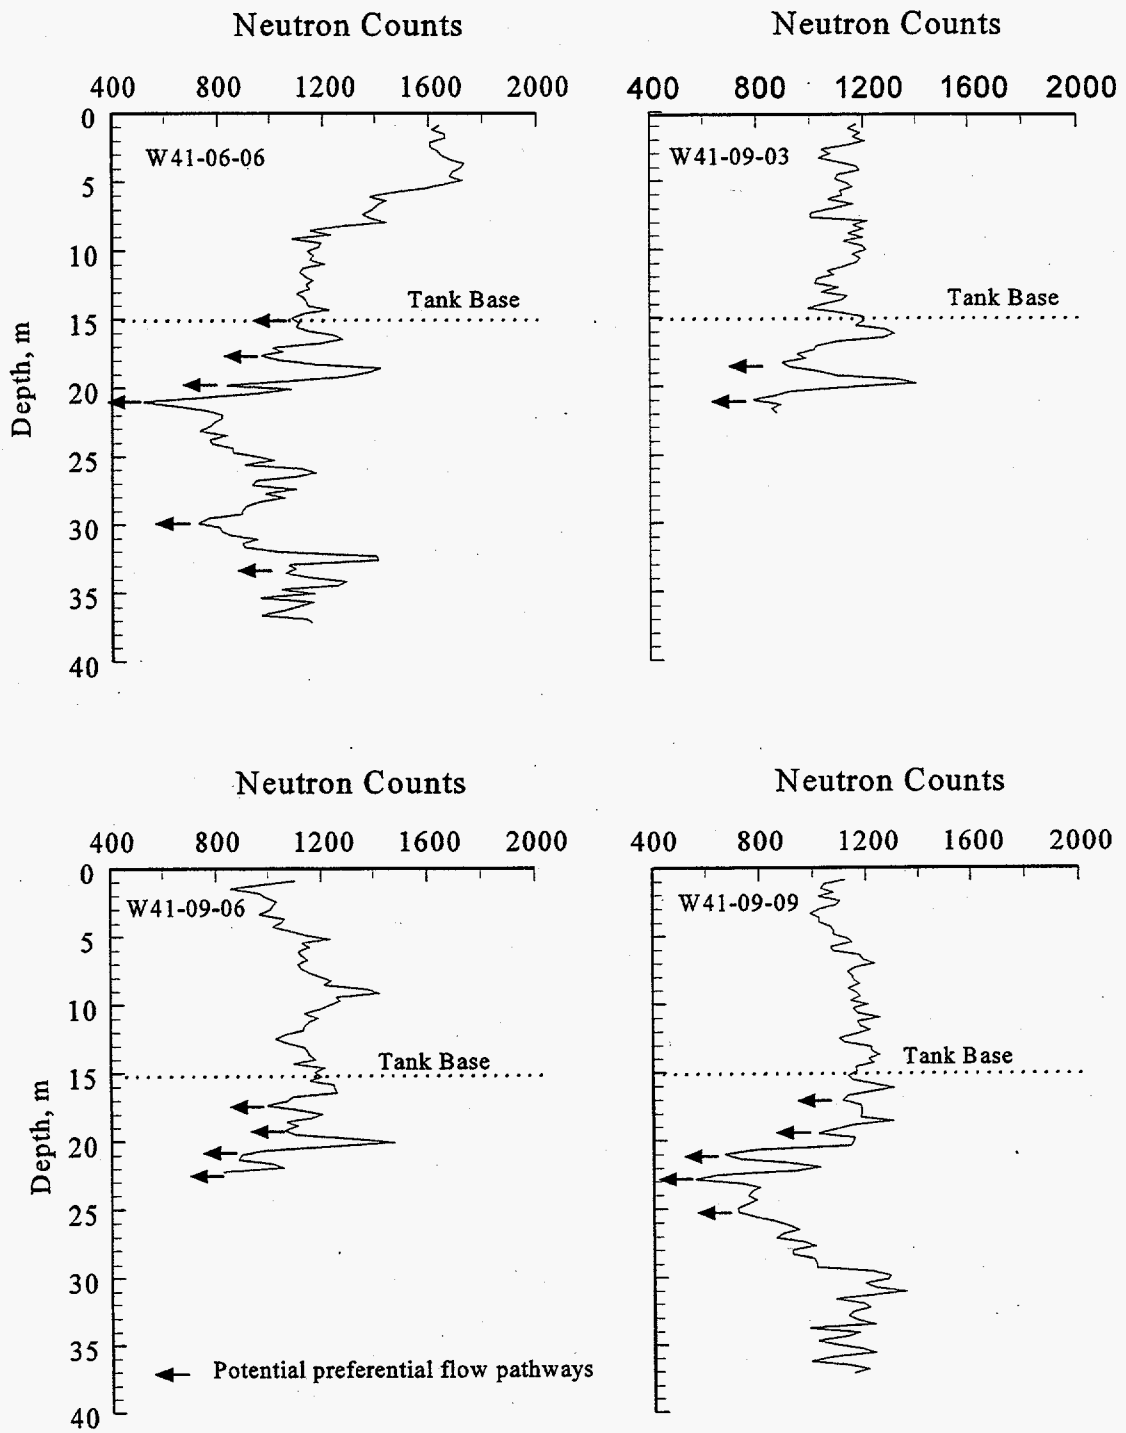 Neutron Counts
400 800 1200 1600 2000
0
W41-06-06
5
10
Tank Base
15
20
25
30
35
40
Depth, m
Neutron Counts
400 800 1200 1600 2000
W41-09-03
Tank Base
Neutron Counts
400 800 1200 1600 2000
0
W41-09-06
5
10
Tank Base
15
20
25
30
35
40
Depth, m
Potential preferential flow pathways
Neutron Counts
400 800 1200 1600 2000
W41-09-09
Tank Base